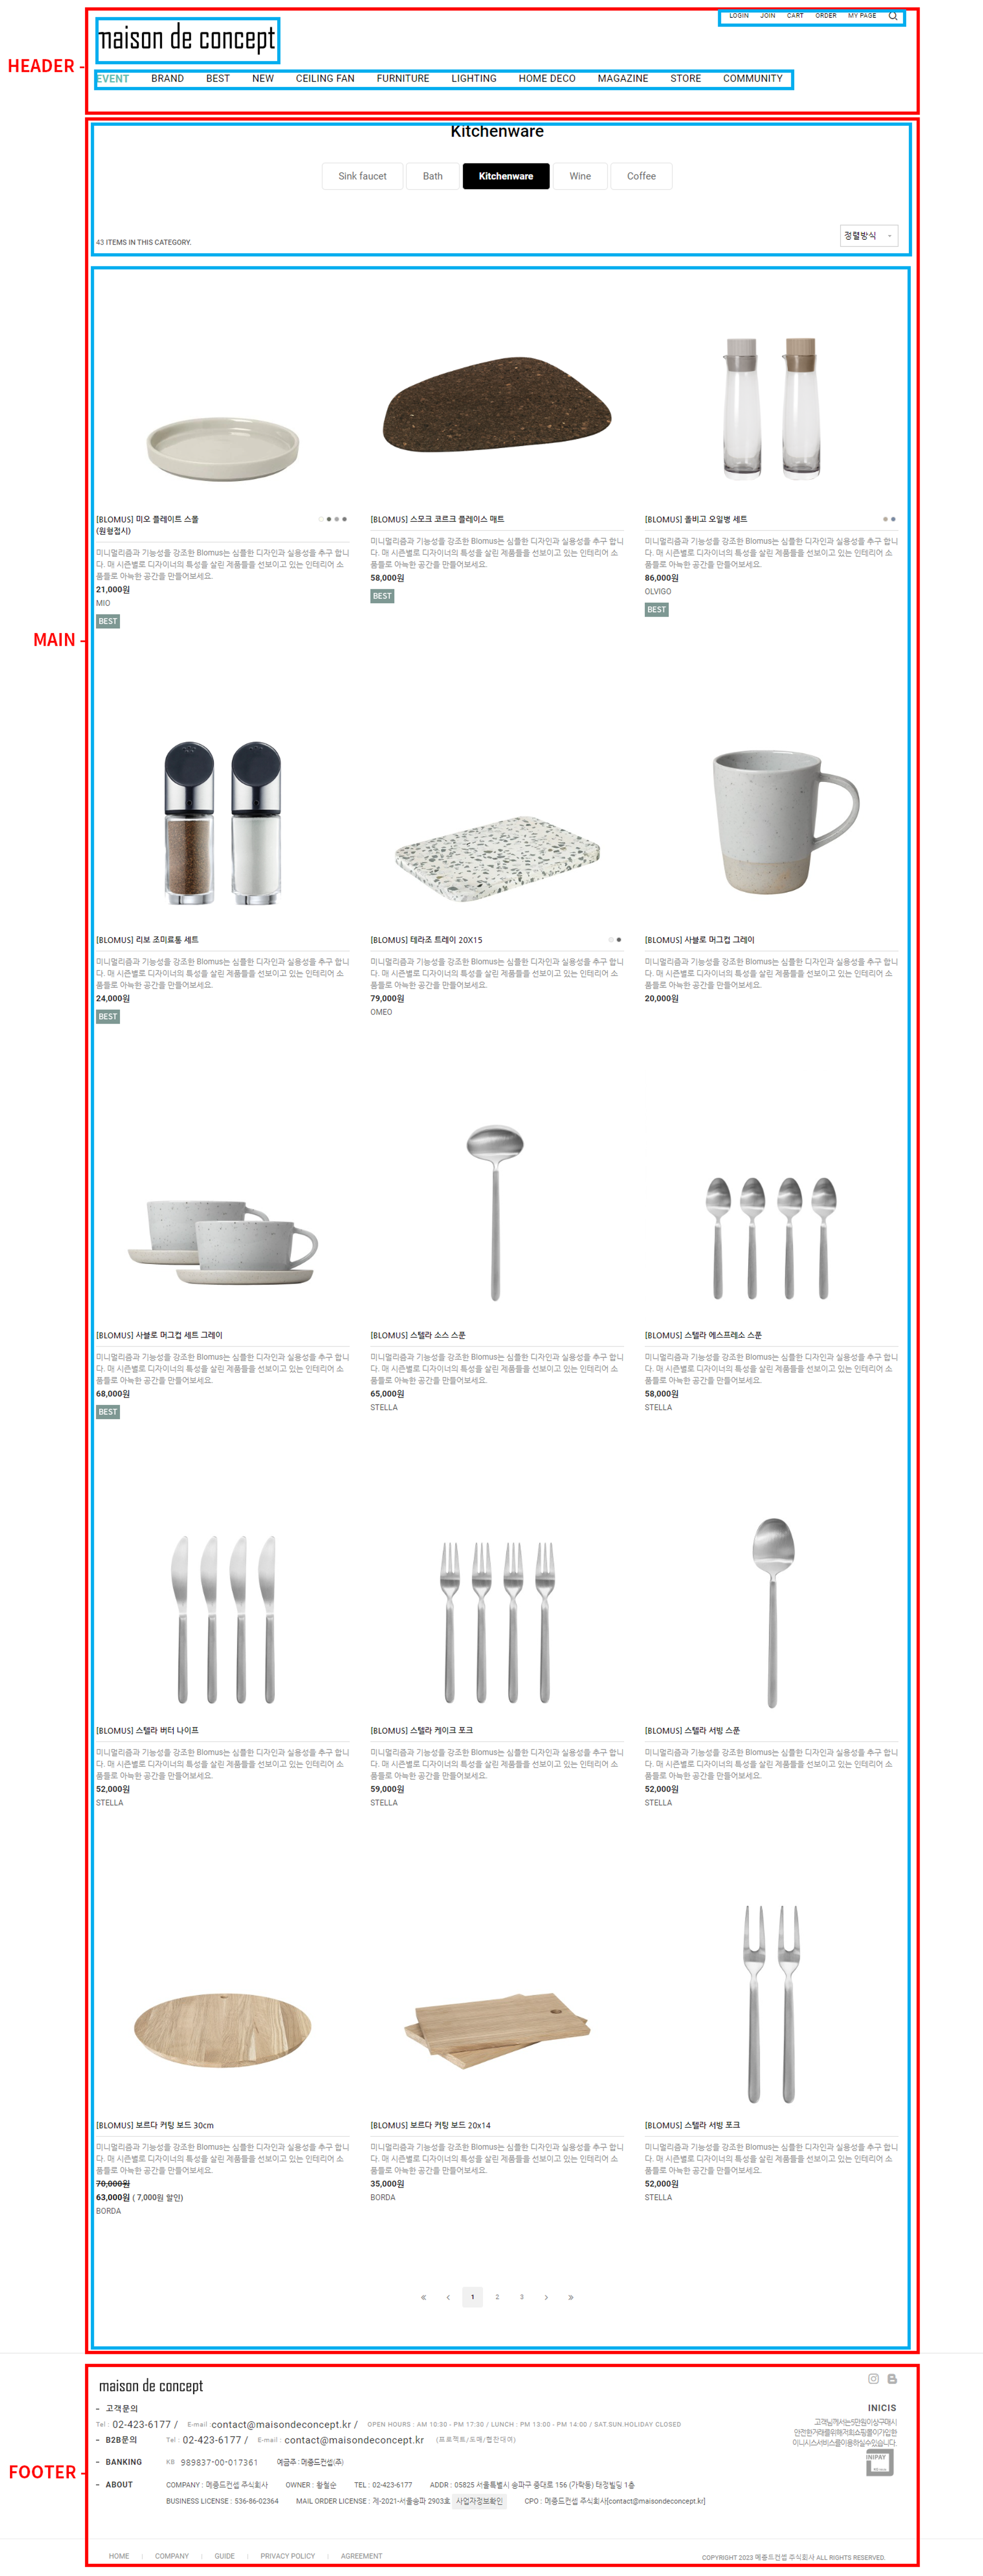 LOGIN JOIN CART ORDER MY PAGE
maison de concept
HEADER -
EVENT BRAND BEST NEW CEILING FAN FURNITURE LIGHTING HOME DECO MAGAZINE STORE COMMUNITY
Kitchenware
Sink faucet Bath Kitchenware Wine Coffee
정렬방식
43 ITEMS IN THIS CATEGORY.
[BLOMUS] 미오 플레이트 스몰
(원형접시)
미니멀리즘과 기능성을 강조한 Blomus는 심플한 디자인과 실용성을 추구 합니
다. 매 시즌별로 디자이너의 특성을 살린 제품들을 선보이고 있는 인테리어 소
품들로 아늑한 공간을 만들어보세요.
21,000원
MIO
BEST
[BLOMUS] 스모크 코르크 플레이스 매트
미니멀리즘과 기능성을 강조한 Blomus는 심플한 디자인과 실용성을 추구 합니
다. 매 시즌별로 디자이너의 특성을 살린 제품들을 선보이고 있는 인테리어 소
품들로 아늑한 공간을 만들어보세요.
58,000원
BEST
[BLOMUS] 올비고 오일병 세트
미니멀리즘과 기능성을 강조한 Blomus는 심플한 디자인과 실용성을 추구 합니
다. 매 시즌별로 디자이너의 특성을 살린 제품들을 선보이고 있는 인테리어 소
품들로 아늑한 공간을 만들어보세요.
86,000원
OLVIGO
BEST
MAIN -
[BLOMUS] 리보 조미료통 세트
미니멀리즘과 기능성을 강조한 Blomus는 심플한 디자인과 실용성을 추구 합니
다. 매 시즌별로 디자이너의 특성을 살린 제품들을 선보이고 있는 인테리어 소
품들로 아늑한 공간을 만들어보세요.
24,000원
BEST
[BLOMUS] 테라조 트레이 20X15
미니멀리즘과 기능성을 강조한 Blomus는 심플한 디자인과 실용성을 추구 합니
다. 매 시즌별로 디자이너의 특성을 살린 제품들을 선보이고 있는 인테리어 소
품들로 아늑한 공간을 만들어보세요.
79,000원
OMEO
[BLOMUS] 사블로 머그컵 그레이
미니멀리즘과 기능성을 강조한 Blomus는 심플한 디자인과 실용성을 추구 합니
다. 매 시즌별로 디자이너의 특성을 살린 제품들을 선보이고 있는 인테리어 소
품들로 아늑한 공간을 만들어보세요.
20,000원
[BLOMUS] 사블로 머그컵 세트 그레이
미니멀리즘과 기능성을 강조한 Blomus는 심플한 디자인과 실용성을 추구 합니
다. 매 시즌별로 디자이너의 특성을 살린 제품들을 선보이고 있는 인테리어 소
품들로 아늑한 공간을 만들어보세요.
68,000원
BEST
[BLOMUS] 스텔라 소스 스푼
미니멀리즘과 기능성을 강조한 Blomus는 심플한 디자인과 실용성을 추구 합니
다. 매 시즌별로 디자이너의 특성을 살린 제품들을 선보이고 있는 인테리어 소
품들로 아늑한 공간을 만들어보세요.
65,000원
STELLA
[BLOMUS] 스텔라 에스프레소 스푼
미니멀리즘과 기능성을 강조한 Blomus는 심플한 디자인과 실용성을 추구 합니
다. 매 시즌별로 디자이너의 특성을 살린 제품들을 선보이고 있는 인테리어 소
품들로 아늑한 공간을 만들어보세요.
58,000원
STELLA
[BLOMUS] 스텔라 버터 나이프
미니멀리즘과 기능성을 강조한 Blomus는 심플한 디자인과 실용성을 추구 합니
다. 매 시즌별로 디자이너의 특성을 살린 제품들을 선보이고 있는 인테리어 소
품들로 아늑한 공간을 만들어보세요.
52,000원
STELLA
[BLOMUS] 스텔라 케이크 포크
미니멀리즘과 기능성을 강조한 Blomus는 심플한 디자인과 실용성을 추구 합니
다. 매 시즌별로 디자이너의 특성을 살린 제품들을 선보이고 있는 인테리어 소
품들로 아늑한 공간을 만들어보세요.
59,000원
STELLA
[BLOMUS] 스텔라 서빙 스푼
미니멀리즘과 기능성을 강조한 Blomus는 심플한 디자인과 실용성을 추구 합니
다. 매 시즌별로 디자이너의 특성을 살린 제품들을 선보이고 있는 인테리어 소
품들로 아늑한 공간을 만들어보세요.
52,000원
STELLA
[BLOMUS] 보르다 커팅 보드 30cm
미니멀리즘과 기능성을 강조한 Blomus는 심플한 디자인과 실용성을 추구 합니
다. 매 시즌별로 디자이너의 특성을 살린 제품들을 선보이고 있는 인테리어 소
품들로 아늑한 공간을 만들어보세요.
70,000원
63,000원 ( 7,000원 할인)
BORDA
[BLOMUS] 보르다 커팅 보드 20x14
미니멀리즘과 기능성을 강조한 Blomus는 심플한 디자인과 실용성을 추구 합니
다. 매 시즌별로 디자이너의 특성을 살린 제품들을 선보이고 있는 인테리어 소
품들로 아늑한 공간을 만들어보세요.
35,000원
BORDA
[BLOMUS] 스텔라 서빙 포크
미니멀리즘과 기능성을 강조한 Blomus는 심플한 디자인과 실용성을 추구 합니
다. 매 시즌별로 디자이너의 특성을 살린 제품들을 선보이고 있는 인테리어 소
품들로 아늑한 공간을 만들어보세요.
52,000원
STELLA
« ‹ 1 2 3 › »
maison de concept
- 고객문의
Tel : 02-423-6177 / E-mail : contact@maisondeconcept.kr / OPEN HOURS : AM 10:30 - PM 17:30 / LUNCH : PM 13:00 - PM 14:00 / SAT.SUN.HOLIDAY CLOSED
- B2B문의 Tel : 02-423-6177 / E-mail : contact@maisondeconcept.kr (프로젝트/도매/협찬대여)
- BANKING KB 989837-00-017361 예금주 : 메종드컨셉(주)
INICIS
고객님께서는 5만원이상 구매시
안전한거래를위해 저희쇼핑몰이가입한
이니시스 서비스를이용하실수있습니다.
INIPAY
FOOTER -
- ABOUT COMPANY : 메종드컨셉 주식회사 OWNER : 황철순 TEL : 02-423-6177 ADDR : 05825 서울특별시 송파구 중대로 156 (가락동) 태정빌딩 1층
BUSINESS LICENSE : 536-86-02364 MAIL ORDER LICENSE : 제-2021-서울송파 2903호 사업자정보확인 CPO : 메종드컨셉 주식회사[contact@maisondeconcept.kr]
HOME | COMPANY | GUIDE | PRIVACY POLICY | AGREEMENT
COPYRIGHT 2023 메종드컨셉 주식회사 ALL RIGHTS RESERVED.